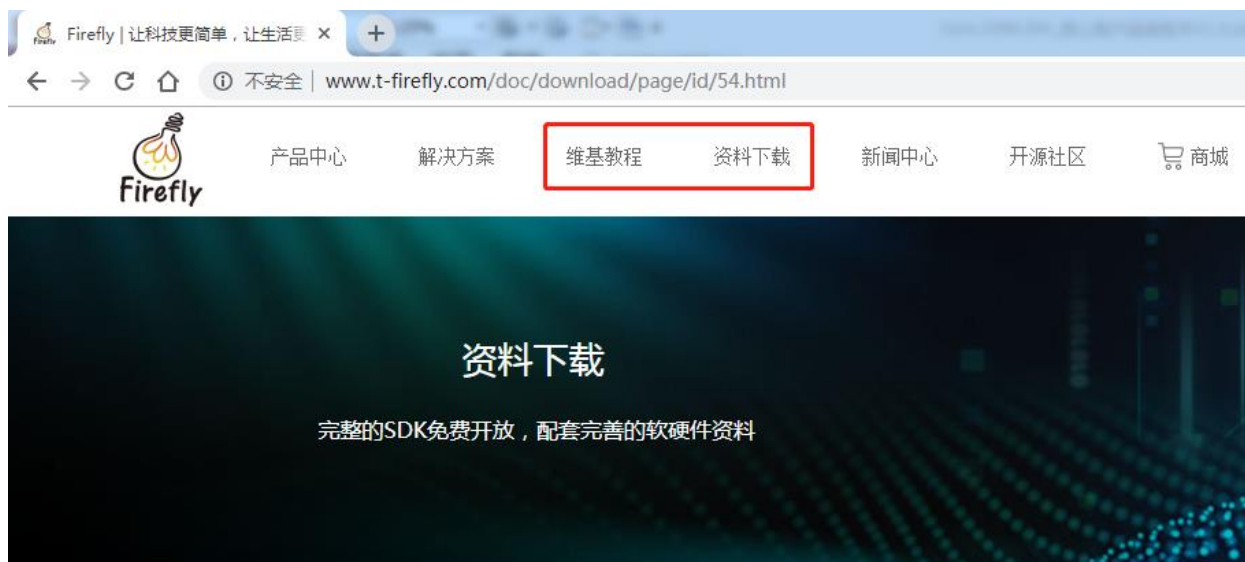 Firefly
Firefly | 让科技更简单，让生活更
不安全 | www.t-firefly.com/doc/download/page/id/54.html
Firefly
产品中心 解决方案 维基教程 资料下载 新闻中心 开源社区 商城
资料下载
完整的SDK免费开放，配套完善的软硬件资料